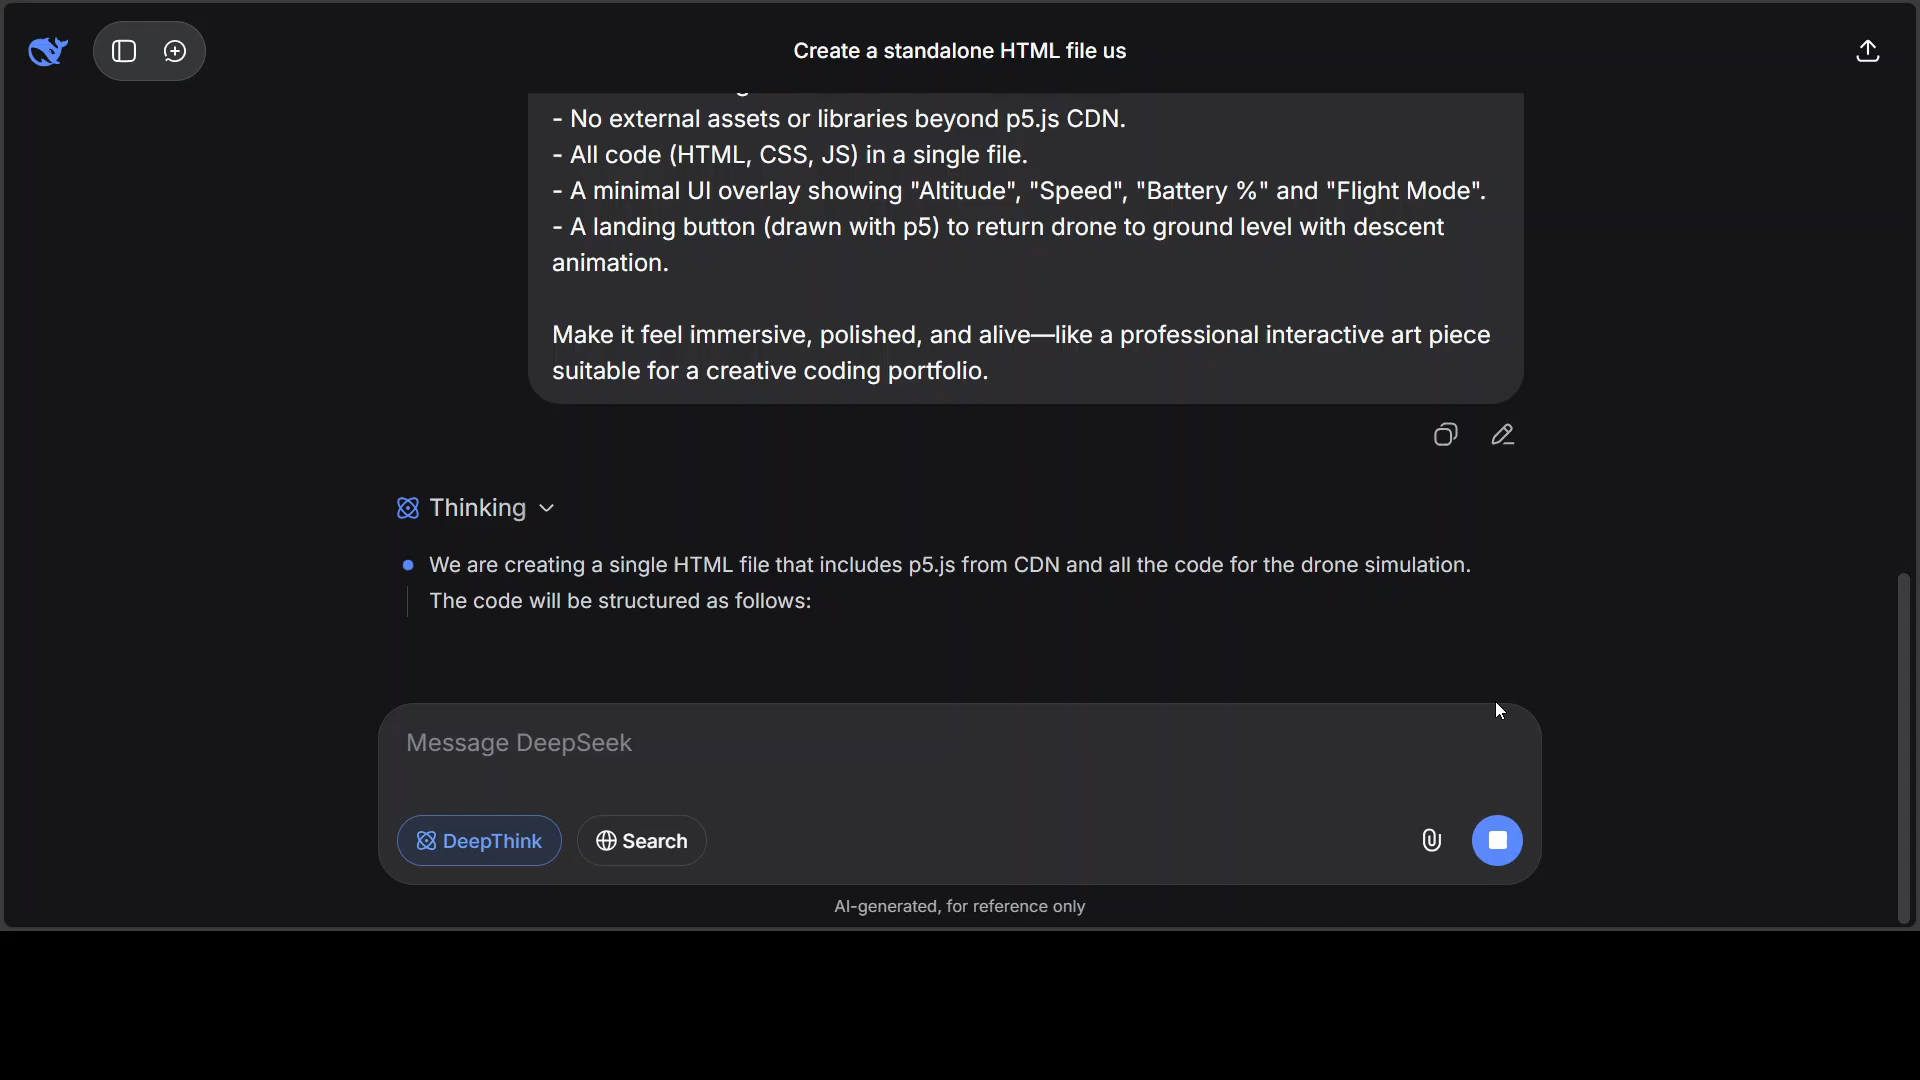 Create a standalone HTML file us
- No external assets or libraries beyond p5.js CDN.
- All code (HTML, CSS, JS) in a single file.
- A minimal UI overlay showing "Altitude", "Speed", "Battery %" and "Flight Mode".
- A landing button (drawn with p5) to return drone to ground level with descent
animation.
Make it feel immersive, polished, and alive—like a professional interactive art piece
suitable for a creative coding portfolio.
Thinking
We are creating a single HTML file that includes p5.js from CDN and all the code for the drone simulation.
The code will be structured as follows:
Message DeepSeek
DeepThink
Search
AI-generated, for reference only